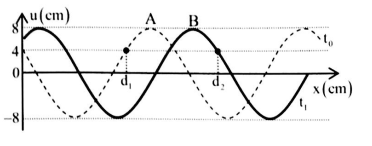 u(cm)
A
B
8
4
0
-8
d₁
d₂
t₀
x(cm)
t₁